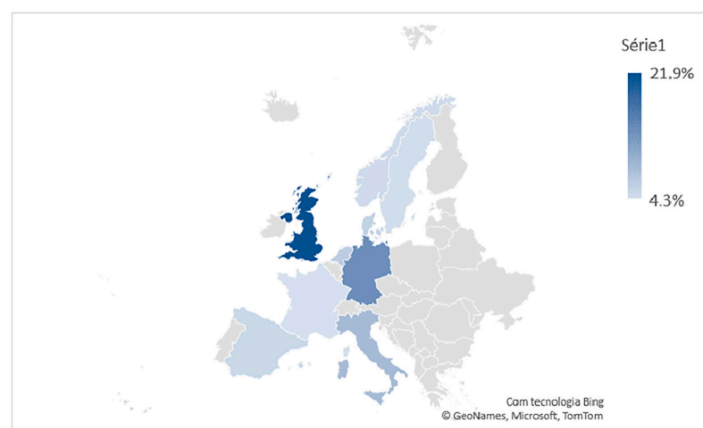 Série1
21.9%
4.3%
Com tecnologia Bing
© GeoNames, Microsoft, TomTom